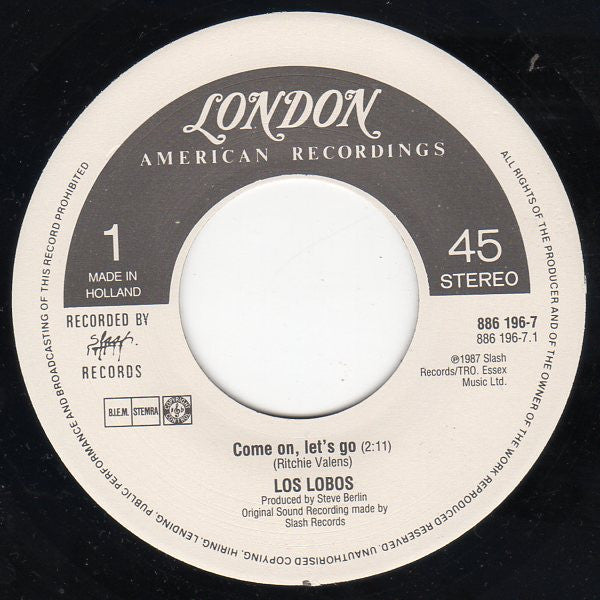 LONDON
AMERICAN RECORDINGS
1
MADE IN
HOLLAND
45
STEREO
RECORDED BY
Slash
RECORDS
886 196-7
886 196-7.1
℗1987 Slash
Records/TRO. Essex
Music Ltd.
B.I.E.M. STEMRA
Come on, let's go (2:11)
(Ritchie Valens)
LOS LOBOS
Produced by Steve Berlin
Original Sound Recording made by
Slash Records
ALL RIGHTS OF THE PRODUCER AND OF THE OWNER OF THE WORK REPRODUCED RESERVED. UNAUTHORISED COPYING, HIRING, LENDING, PUBLIC PERFORMANCE AND BROADCASTING OF THIS RECORD PROHIBITED